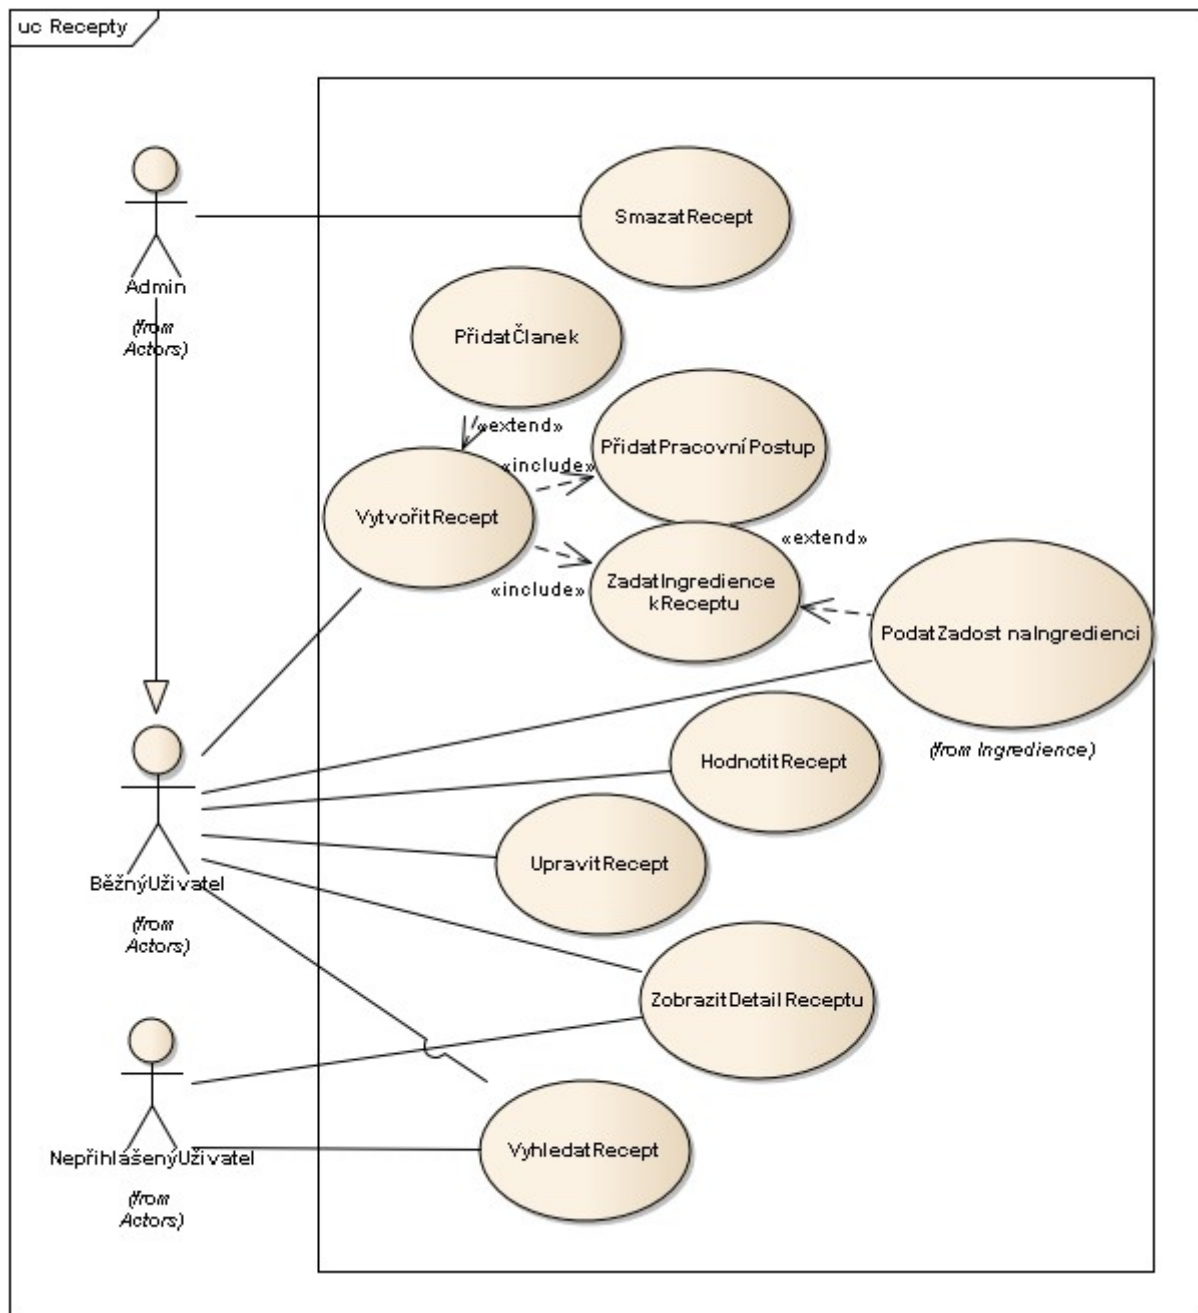 uc Recepty
SmazatRecept
Admin
(from
Actors)
PřidatČlanek
«extend»
PřidatPracovníPostup
«include»
VytvořitRecept
«extend»
ZadatIngredience
kReceptu
«include»
PodatZadost naIngredienci
(from Ingredience)
HodnotitRecept
UpravitRecept
BěžnýUživatel
(from
Actors)
ZobrazitDetailReceptu
VyhledatRecept
NepřihlášenýUživatel
(from
Actors)